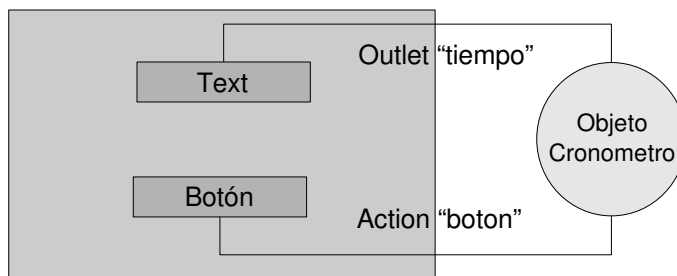 Outlet “tiempo”
Text
Objeto
Cronometro
Botón
Action “boton”